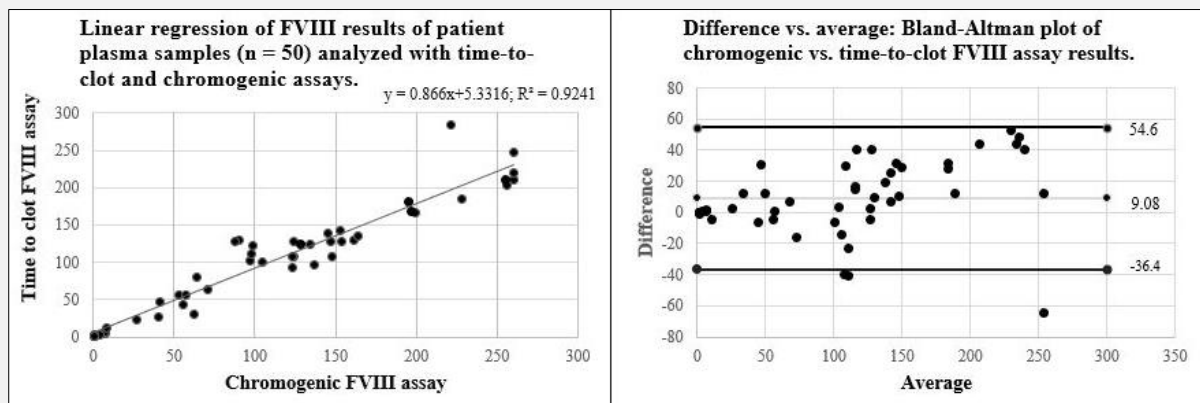 Linear regression of FVIII results of patient
plasma samples (n = 50) analyzed with time-to-
clot and chromogenic assays.
y = 0.866x+5.3316; R² = 0.9241
Time to clot FVIII assay
300
250
200
150
100
50
0
0 50 100 150 200 250 300
Chromogenic FVIII assay
Difference vs. average: Bland-Altman plot of
chromogenic vs. time-to-clot FVIII assay results.
Difference
80
60
40
20
0
-20
-40
-60
-80
54.6
9.08
-36.4
0 50 100 150 200 250 300 350
Average